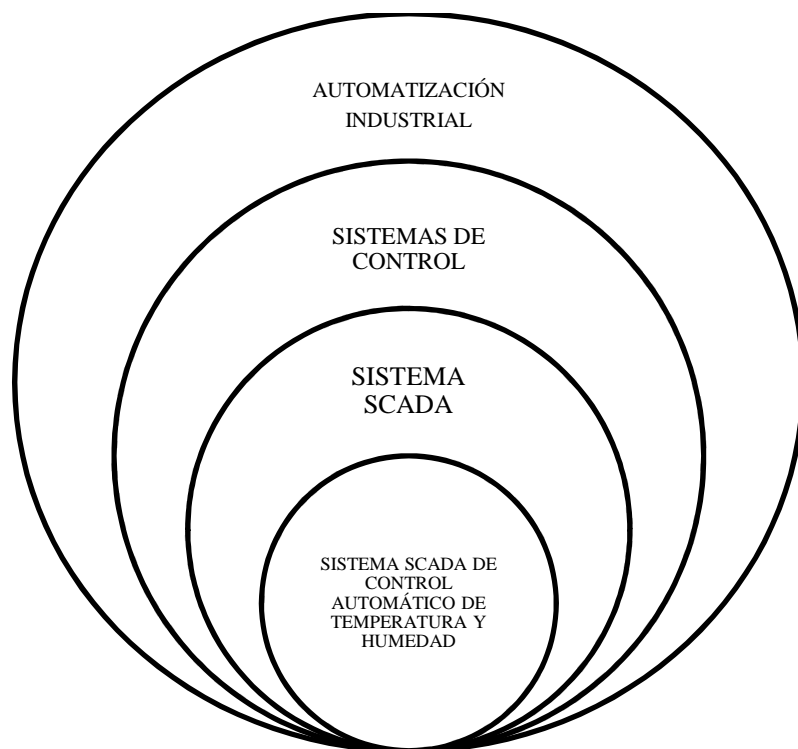 AUTOMATIZACIÓN
INDUSTRIAL
SISTEMAS DE
CONTROL
SISTEMA
SCADA
SISTEMA SCADA DE
CONTROL
AUTOMÁTICO DE
TEMPERATURA Y
HUMEDAD